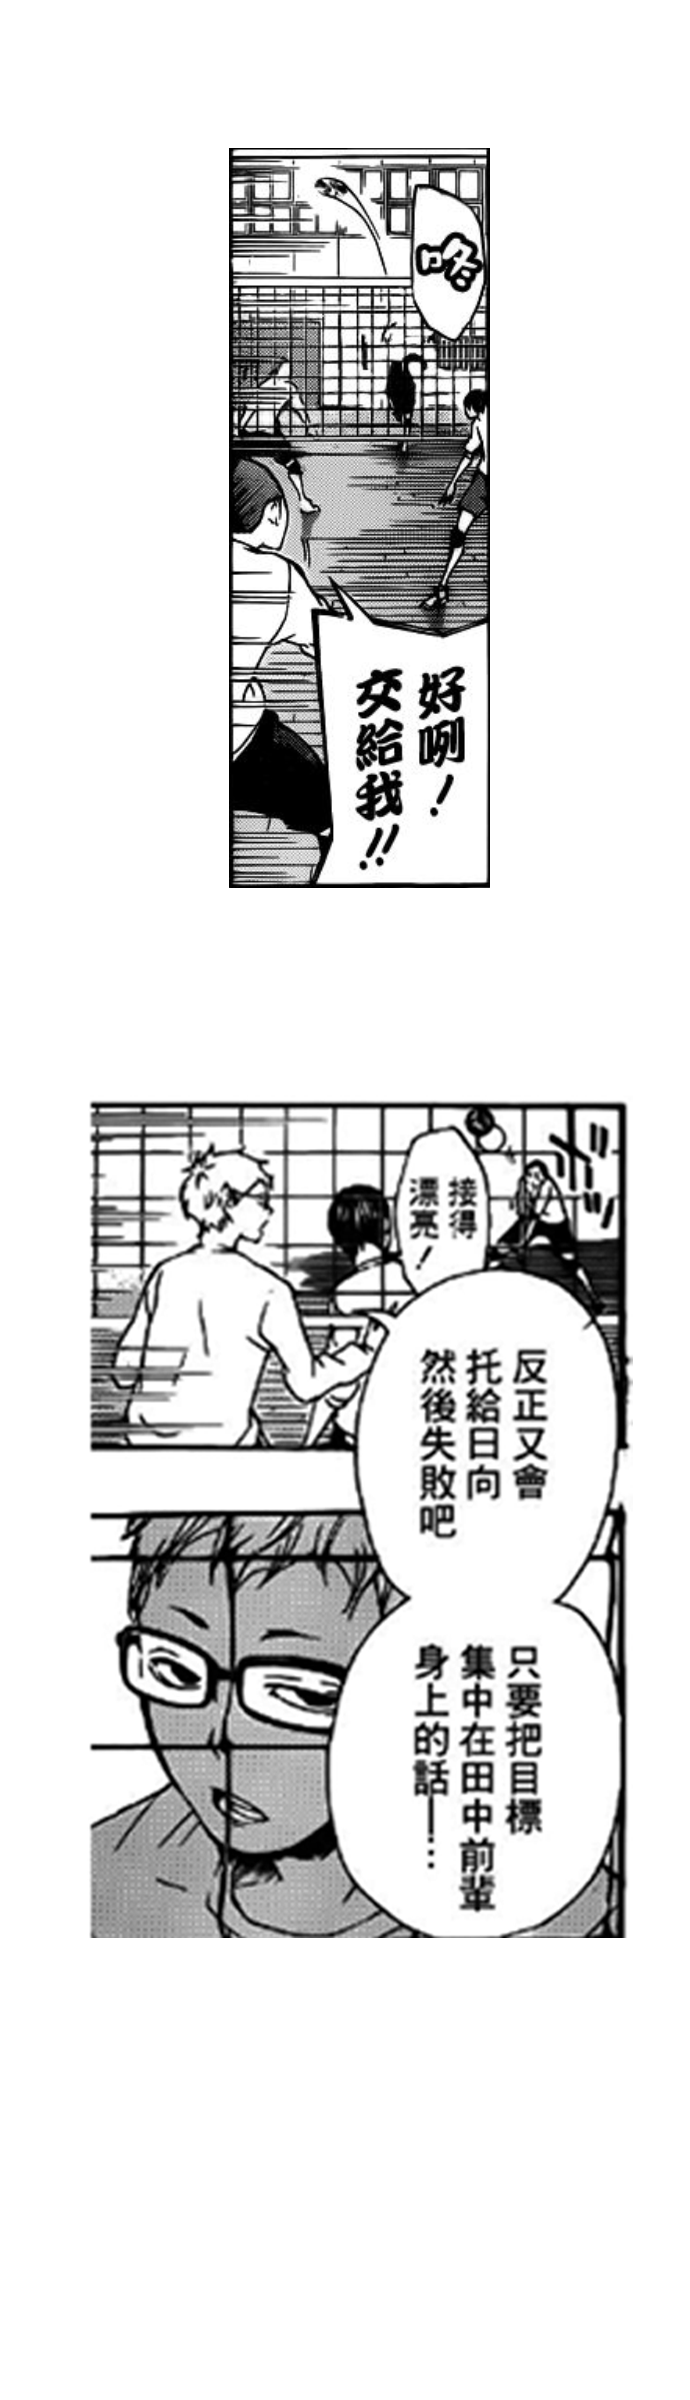 咚
好咧！
交給我！！
接得
漂亮！
反正又會
托給日向
然後失敗吧
只要把目標
集中在田中前輩
身上的話——…